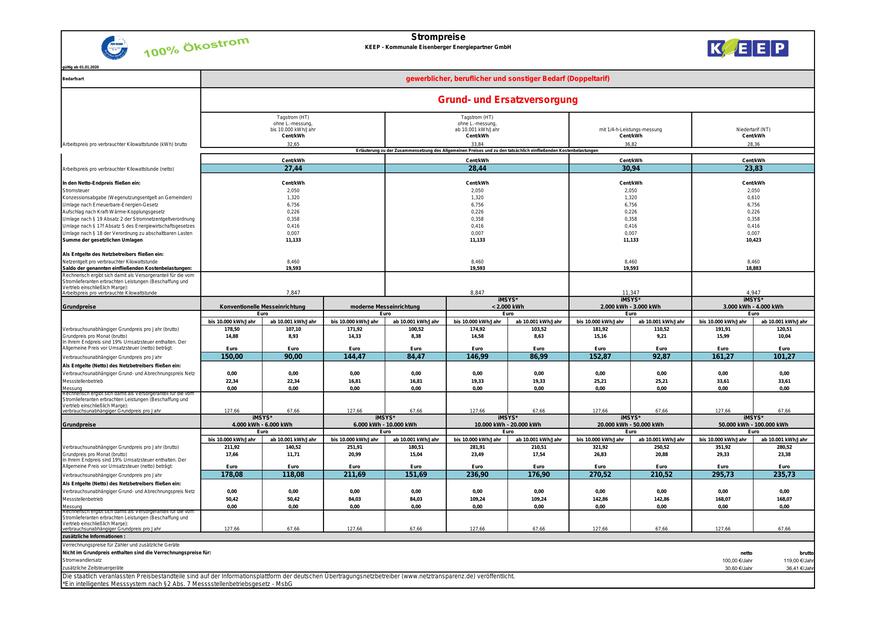 Strompreise
KEEP - Kommunale Eisenberger Energiepartner GmbH
100% Ökostrom
KEEP
gültig ab 01.01.2020
Bedarfsart gewerblicher, beruflicher und sonstiger Bedarf (Doppeltarif)
Grund- und Ersatzversorgung
Tagstrom (HT) Tagstrom (HT)
ohne L.-messung, ohne L.-messung,
bis 10.000 kWh/Jahr ab 10.001 kWh/Jahr mit 1/4-h-Leistungs-messung Niedertarif (NT)
Cent/kWh Cent/kWh Cent/kWh Cent/kWh
Arbeitspreis pro verbrauchter Kilowattstunde (kWh) brutto 32,65 33,84 36,82 28,36
Erläuterung zu der Zusammensetzung des Allgemeinen Preises und zu den tatsächlich einfließenden Kostenbelastungen
Cent/kWh Cent/kWh Cent/kWh Cent/kWh
Arbeitspreis pro verbrauchter Kilowattstunde (netto) 27,44 28,44 30,94 23,83
In den Netto-Endpreis fließen ein: Cent/kWh Cent/kWh Cent/kWh Cent/kWh
Stromsteuer 2,050 2,050 2,050 2,050
Konzessionsabgabe (Wegenutzungsentgelt an Gemeinden) 1,320 1,320 1,320 0,610
Umlage nach Erneuerbare-Energien-Gesetz 6,756 6,756 6,756 6,756
Aufschlag nach Kraft-Wärme-Kopplungsgesetz 0,226 0,226 0,226 0,226
Umlage nach § 19 Absatz 2 der Stromnetzentgeltverordnung 0,358 0,358 0,358 0,358
Umlage nach § 17f Absatz 5 des Energiewirtschaftsgesetzes 0,416 0,416 0,416 0,416
Umlage nach § 18 der Verordnung zu abschaltbaren Lasten 0,007 0,007 0,007 0,007
Summe der gesetzlichen Umlagen 11,133 11,133 11,133 10,423
Als Entgelte des Netzbetreibers fließen ein:
Netzentgelt pro verbrauchter Kilowattstunde 8,460 8,460 8,460 8,460
Saldo der genannten einfließenden Kostenbelastungen: 19,593 19,593 19,593 18,883
Rechnerisch ergibt sich damit als Versorgeranteil für die vom
Stromlieferanten erbrachten Leistungen (Beschaffung und
Vertrieb einschließlich Marge):
Arbeitspreis pro verbrauchte Kilowattstunde 7,847 8,847 11,347 4,947
iMSYS* iMSYS* iMSYS*
Grundpreise Konventionelle Messeinrichtung moderne Messeinrichtung < 2.000 kWh 2.000 kWh - 3.000 kWh 3.000 kWh - 4.000 kWh
Euro Euro Euro Euro Euro
bis 10.000 kWh/Jahr ab 10.001 kWh/Jahr bis 10.000 kWh/Jahr ab 10.001 kWh/Jahr bis 10.000 kWh/Jahr ab 10.001 kWh/Jahr bis 10.000 kWh/Jahr ab 10.001 kWh/Jahr bis 10.000 kWh/Jahr ab 10.001 kWh/Jahr
Verbrauchsunabhängiger Grundpreis pro Jahr (brutto) 178,50 107,10 171,92 100,52 174,92 103,52 181,92 110,52 191,91 120,51
Grundpreis pro Monat (brutto) 14,88 8,93 14,33 8,38 14,58 8,63 15,16 9,21 15,99 10,04
In Ihrem Endpreis sind 19% Umsatzsteuer enthalten. Der
Allgemeine Preis vor Umsatzsteuer (netto) beträgt: Euro Euro Euro Euro Euro Euro Euro Euro Euro Euro
Verbrauchsunabhängiger Grundpreis pro Jahr 150,00 90,00 144,47 84,47 146,99 86,99 152,87 92,87 161,27 101,27
Als Entgelte (Netto) des Netzbetreibers fließen ein:
Verbrauchsunabhängiger Grund- und Abrechnungspreis Netz 0,00 0,00 0,00 0,00 0,00 0,00 0,00 0,00 0,00 0,00
Messstellenbetrieb 22,34 22,34 16,81 16,81 19,33 19,33 25,21 25,21 33,61 33,61
Messung 0,00 0,00 0,00 0,00 0,00 0,00 0,00 0,00 0,00 0,00
Rechnerisch ergibt sich damit als Versorgeranteil für die vom
Stromlieferanten erbrachten Leistungen (Beschaffung und
Vertrieb einschließlich Marge):
verbrauchsunabhängiger Grundpreis pro Jahr 127,66 67,66 127,66 67,66 127,66 67,66 127,66 67,66 127,66 67,66
iMSYS* iMSYS* iMSYS* iMSYS* iMSYS*
Grundpreise 4.000 kWh - 6.000 kWh 6.000 kWh - 10.000 kWh 10.000 kWh - 20.000 kWh 20.000 kWh - 50.000 kWh 50.000 kWh - 100.000 kWh
Euro Euro Euro Euro Euro
bis 10.000 kWh/Jahr ab 10.001 kWh/Jahr bis 10.000 kWh/Jahr ab 10.001 kWh/Jahr bis 10.000 kWh/Jahr ab 10.001 kWh/Jahr bis 10.000 kWh/Jahr ab 10.001 kWh/Jahr bis 10.000 kWh/Jahr ab 10.001 kWh/Jahr
Verbrauchsunabhängiger Grundpreis pro Jahr (brutto) 211,92 140,52 251,91 180,51 281,91 210,51 321,92 250,52 351,92 280,52
Grundpreis pro Monat (brutto) 17,66 11,71 20,99 15,04 23,49 17,54 26,83 20,88 29,33 23,38
In Ihrem Endpreis sind 19% Umsatzsteuer enthalten. Der
Allgemeine Preis vor Umsatzsteuer (netto) beträgt: Euro Euro Euro Euro Euro Euro Euro Euro Euro Euro
Verbrauchsunabhängiger Grundpreis pro Jahr 178,08 118,08 211,69 151,69 236,90 176,90 270,52 210,52 295,73 235,73
Als Entgelte (Netto) des Netzbetreibers fließen ein:
Verbrauchsunabhängiger Grund- und Abrechnungspreis Netz 0,00 0,00 0,00 0,00 0,00 0,00 0,00 0,00 0,00 0,00
Messstellenbetrieb 50,42 50,42 84,03 84,03 109,24 109,24 142,86 142,86 168,07 168,07
Messung 0,00 0,00 0,00 0,00 0,00 0,00 0,00 0,00 0,00 0,00
Rechnerisch ergibt sich damit als Versorgeranteil für die vom
Stromlieferanten erbrachten Leistungen (Beschaffung und
Vertrieb einschließlich Marge):
verbrauchsunabhängiger Grundpreis pro Jahr 127,66 67,66 127,66 67,66 127,66 67,66 127,66 67,66 127,66 67,66
zusätzliche Informationen :
Verrechnungspreise für Zähler und zusätzliche Geräte
Nicht im Grundpreis enthalten sind die Verrechnungspreise für: netto brutto
Stromwandlersatz 100,00 €/Jahr 119,00 €/Jahr
zusätzliche Zeitsteuergeräte 30,60 €/Jahr 36,41 €/Jahr
Die staatlich veranlassten Preisbestandteile sind auf der Informationsplattform der deutschen Übertragungsnetzbetreiber (www.netztransparenz.de) veröffentlicht.
*Ein intelligentes Messsystem nach §2 Abs. 7 Messsstellenbetriebsgesetz - MsbG